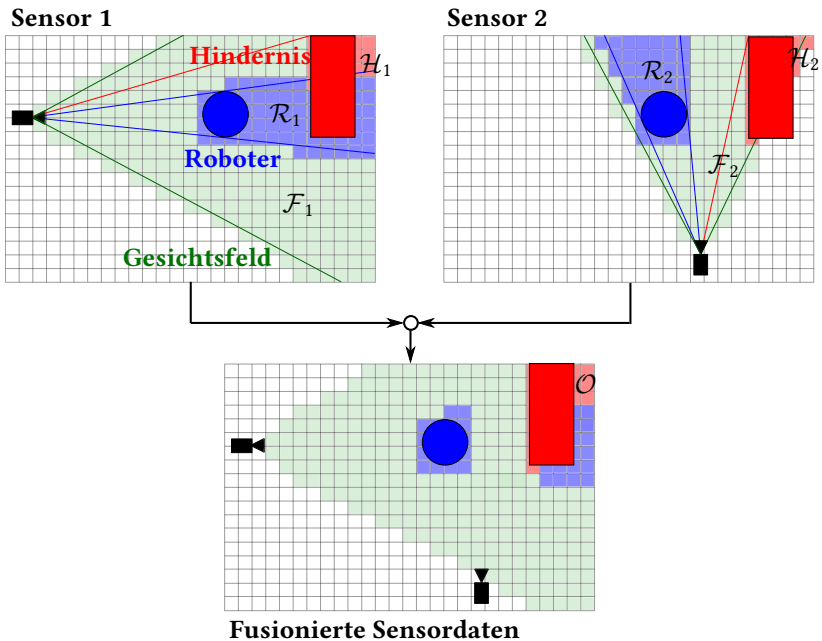 Sensor 1
Sensor 2
Hindernis
ℋ₁
ℛ₁
Roboter
ℱ₁
Gesichtsfeld
ℛ₂
ℋ₂
ℱ₂
𝒪
Fusionierte Sensordaten